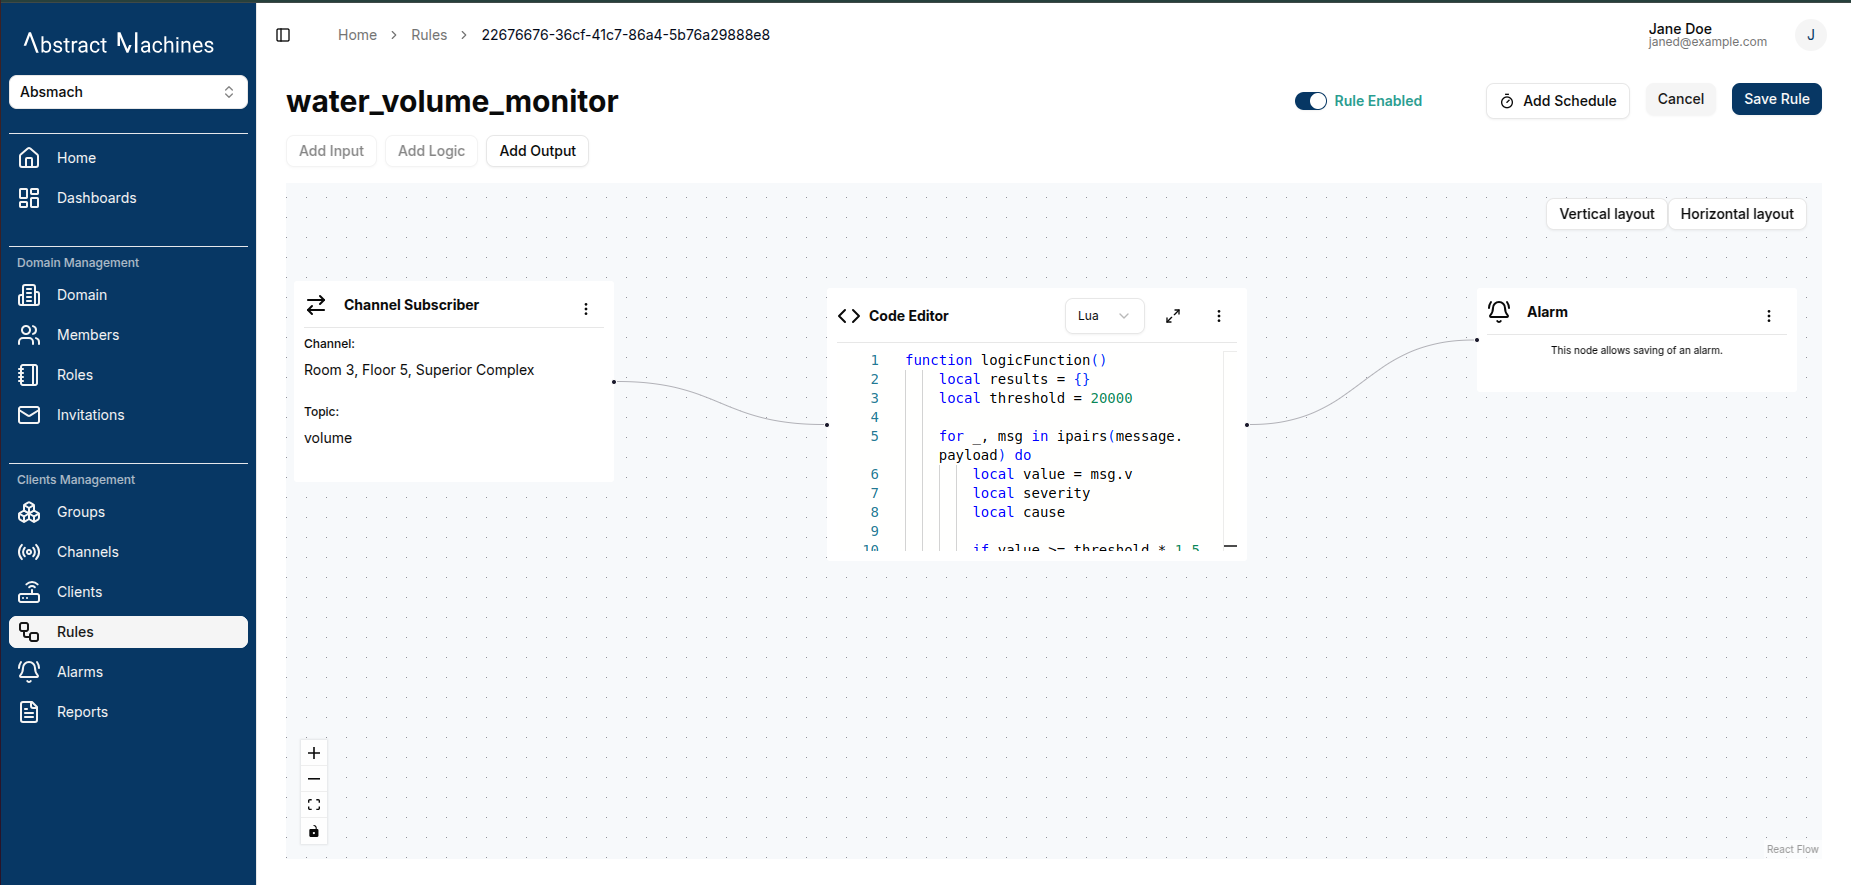 Abstract Machines
Absmach
Home
Dashboards
Domain Management
Domain
Members
Roles
Invitations
Clients Management
Groups
Channels
Clients
Rules
Alarms
Reports
Home > Rules > 22676676-36cf-41c7-86a4-5b76a29888e8
Jane Doe
janed@example.com
J
water_volume_monitor
Rule Enabled
Add Schedule
Cancel
Save Rule
Add Input
Add Logic
Add Output
Vertical layout
Horizontal layout
Channel Subscriber
Channel:
Room 3, Floor 5, Superior Complex
Topic:
volume
Code Editor
Lua
1 function logicFunction()
2 local results = {}
3 local threshold = 20000
4
5 for _, msg in ipairs(message.
payload) do
6 local value = msg.v
7 local severity
8 local cause
9
10 if value >= threshold * 1.5
Alarm
This node allows saving of an alarm.
React Flow